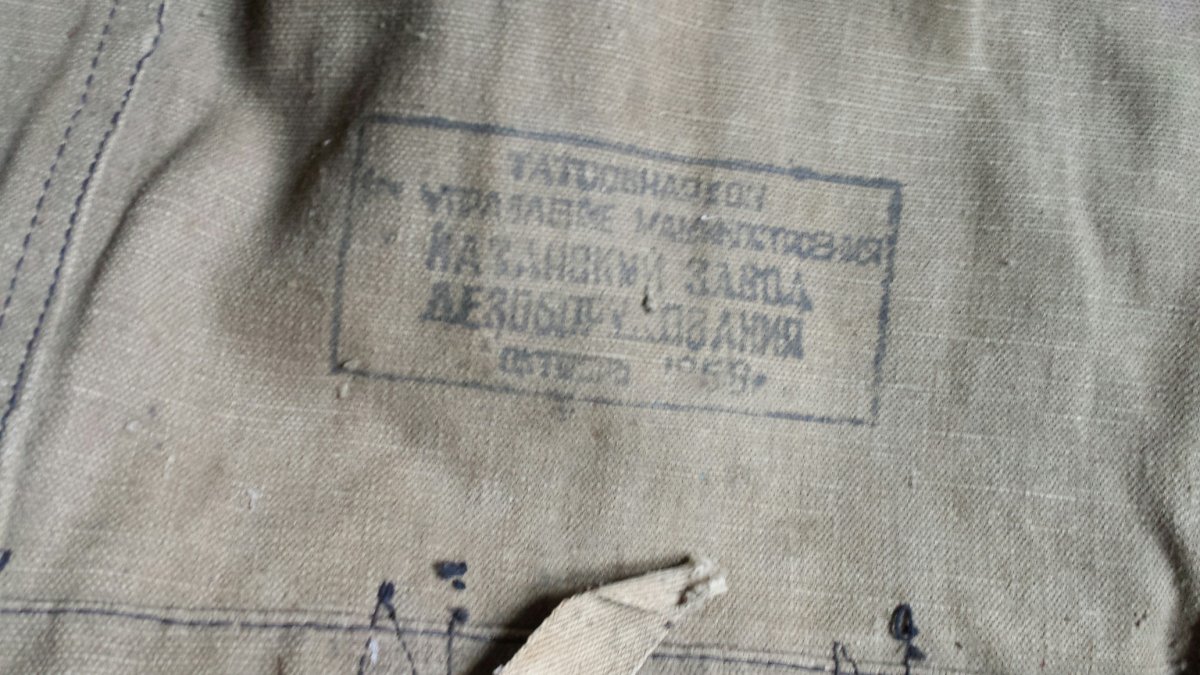 ТАТСОВНАРХОЗ
УПРАВЛЕНИЕ МАШИНОСТРОЕНИЯ
КАЗАНСКИЙ ЗАВОД
ДЕЗОБОРУДОВАНИЯ